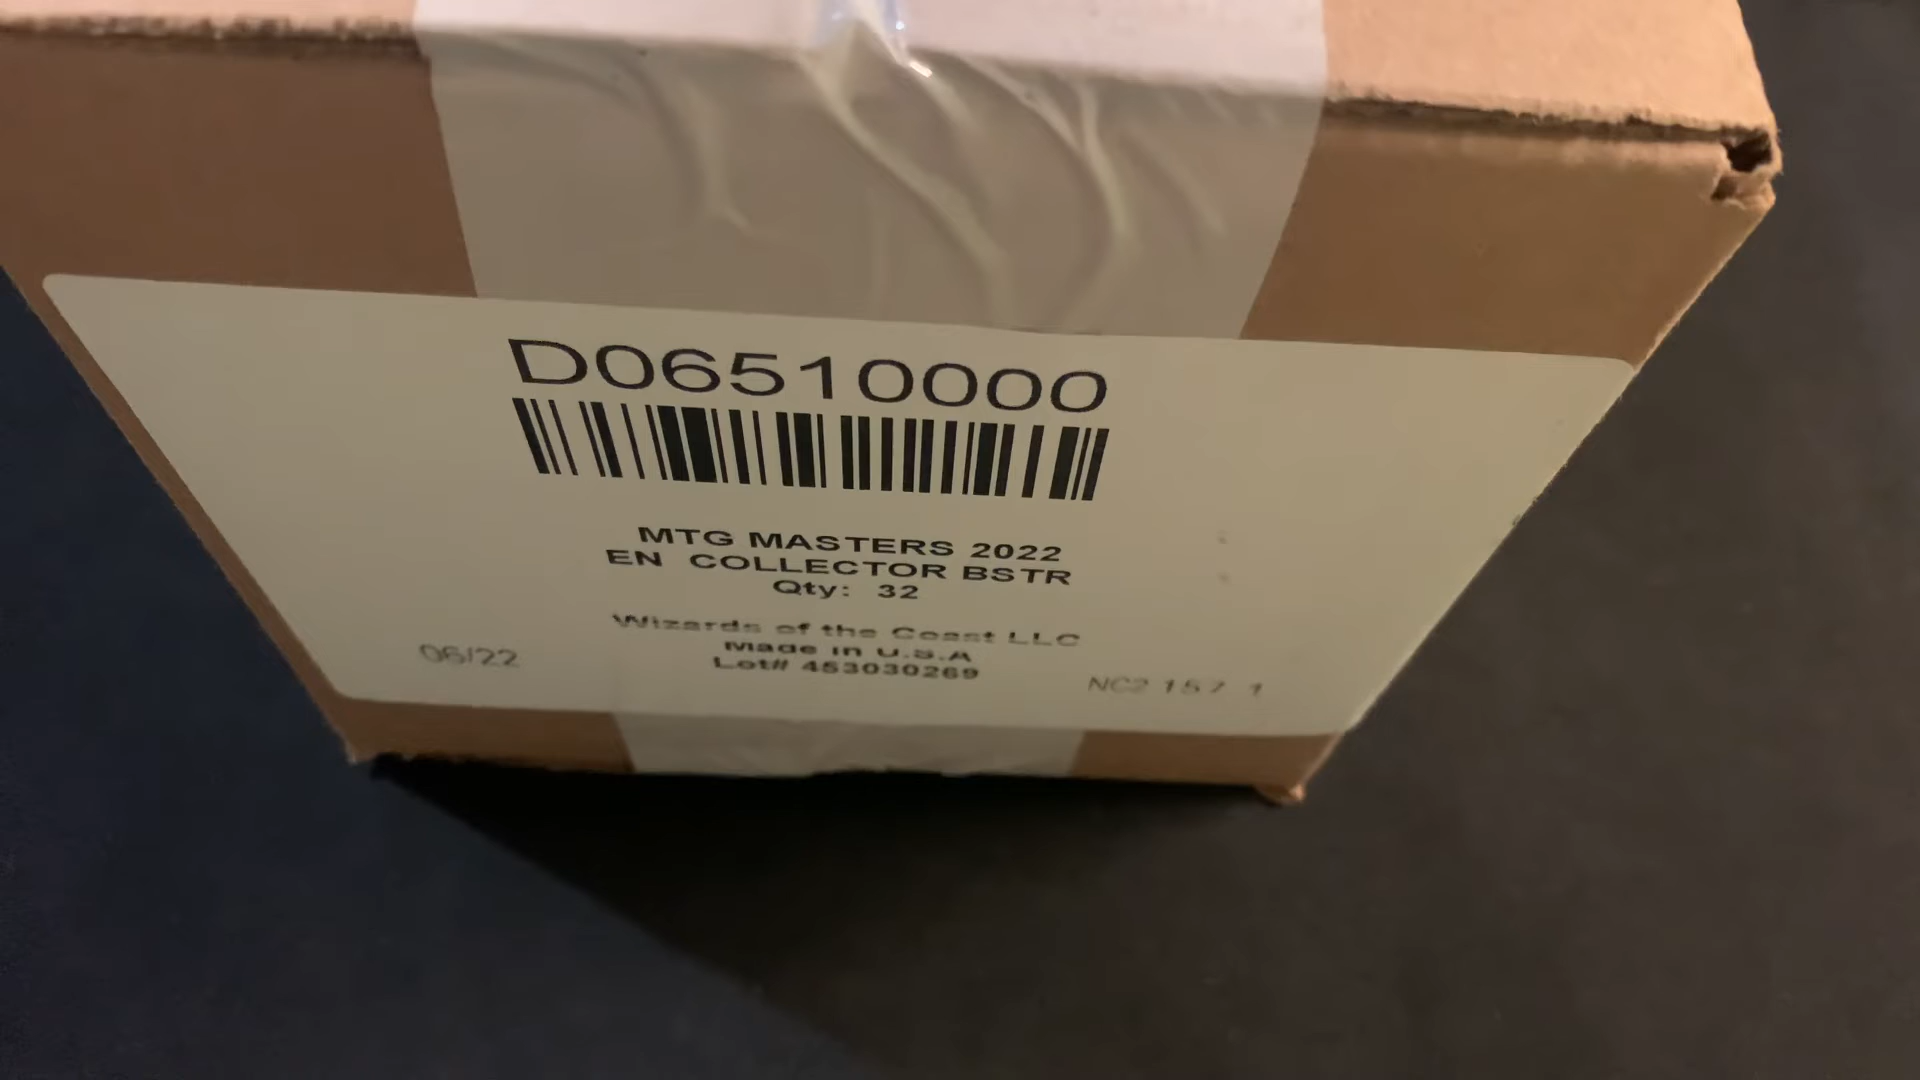 D06510000
MTG MASTERS 2022
EN COLLECTOR BSTR
Qty: 32
Wizards of the Coast LLC
Made in U.S.A
Lot# 453030269
06/22
NC2 157 1